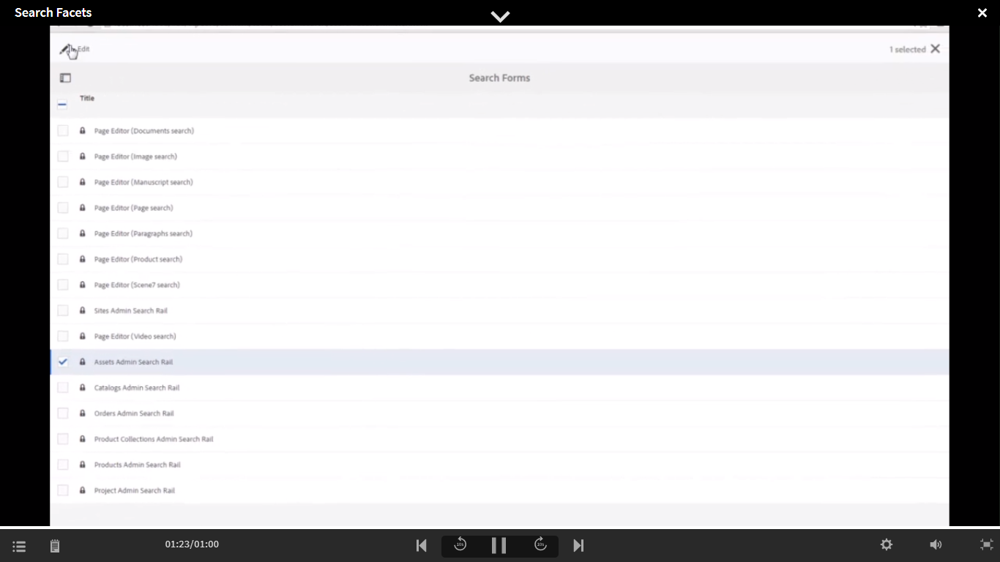 Search Facets
Edit
1 selected
Search Forms
Title
Page Editor (Documents search)
Page Editor (Image search)
Page Editor (Manuscript search)
Page Editor (Page search)
Page Editor (Paragraphs search)
Page Editor (Product search)
Page Editor (Scene7 search)
Sites Admin Search Rail
Page Editor (Video search)
Assets Admin Search Rail
Catalogs Admin Search Rail
Orders Admin Search Rail
Product Collections Admin Search Rail
Products Admin Search Rail
Project Admin Search Rail
01:23/01:00
10s
10s